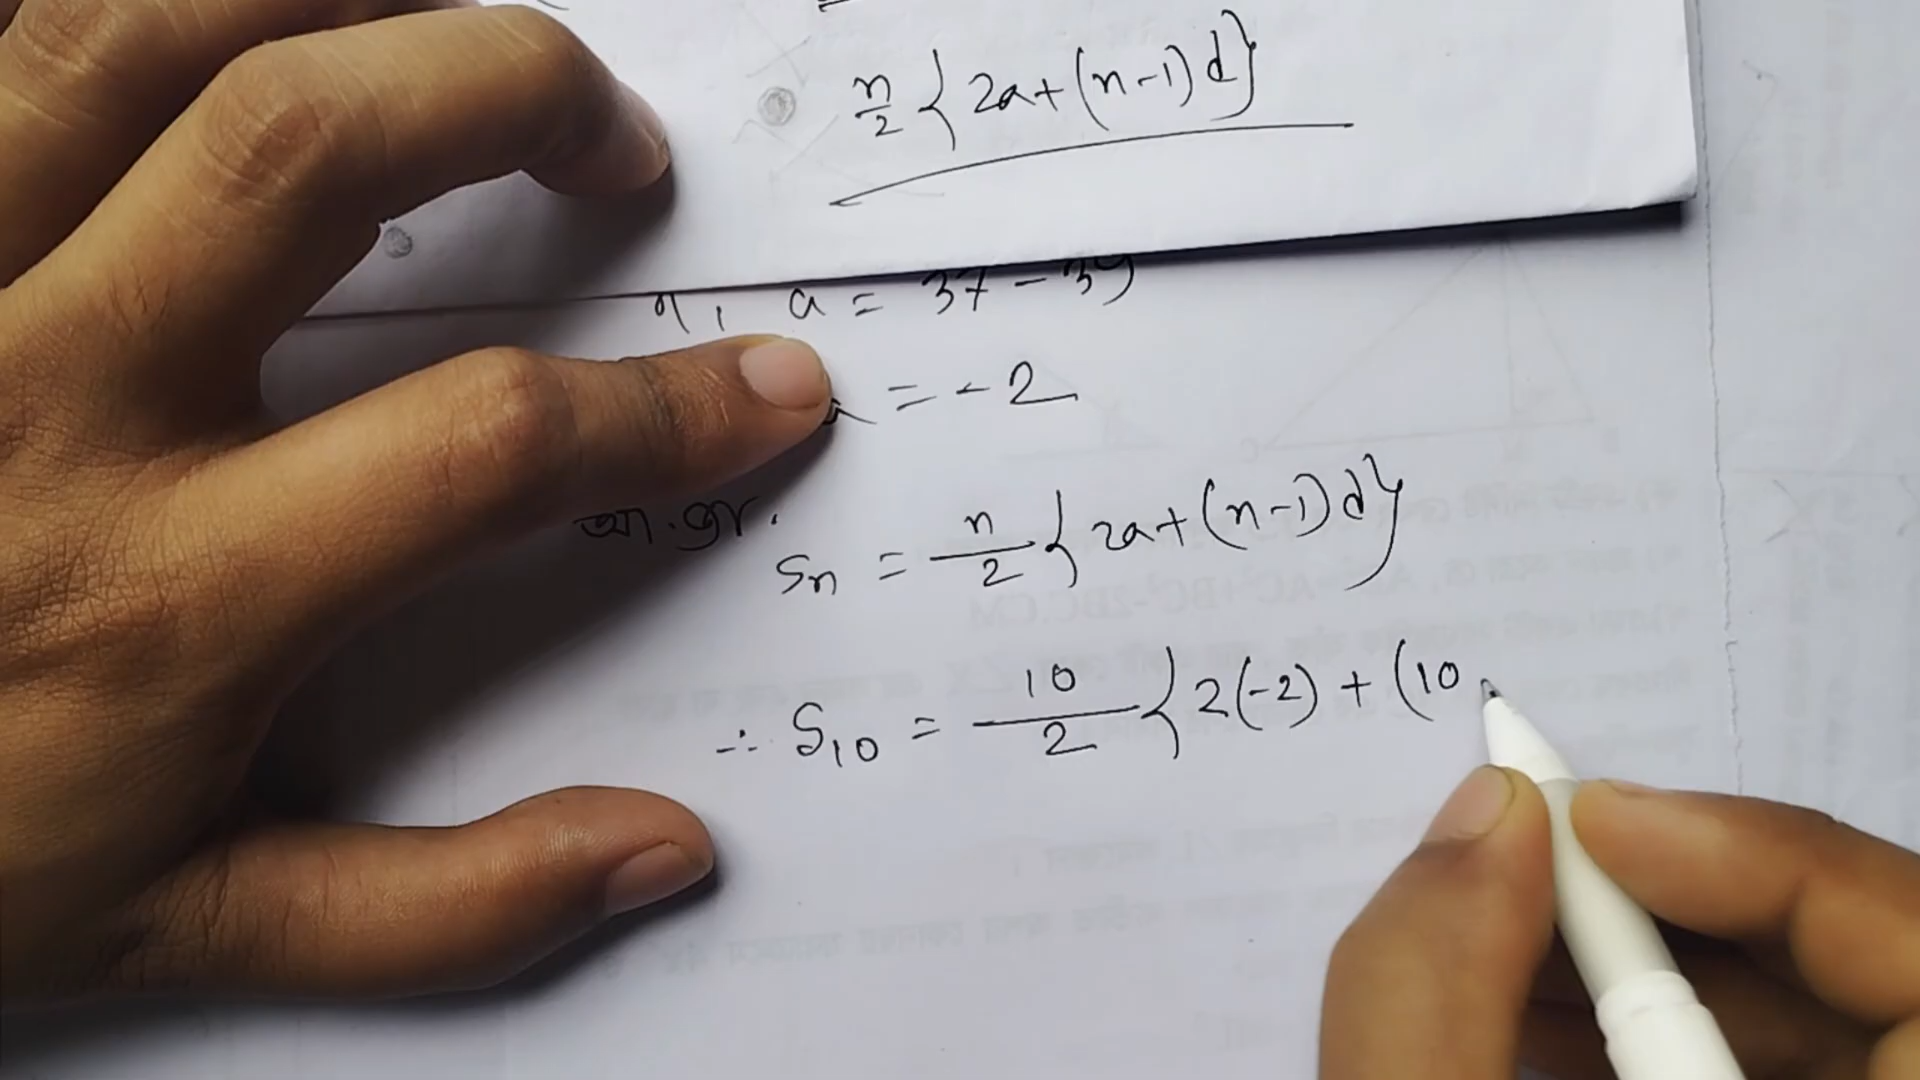 n/2 {2a+(n-1)d}
বা, a = 37 - 39
a = -2
আ.প্র.
Sn = n/2 {2a+(n-1)d}
∴ S10 = 10/2 {2(-2) + (10